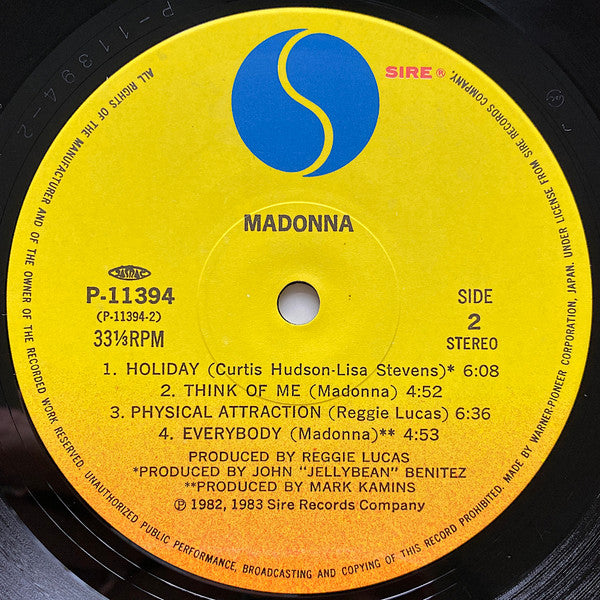 P-11394-2
SIRE ®
MADONNA
JASRAC
P-11394
(P-11394-2)
33⅓RPM
SIDE
2
STEREO
1. HOLIDAY (Curtis Hudson-Lisa Stevens)* 6:08
2. THINK OF ME (Madonna) 4:52
3. PHYSICAL ATTRACTION (Reggie Lucas) 6:36
4. EVERYBODY (Madonna)** 4:53
PRODUCED BY REGGIE LUCAS
*PRODUCED BY JOHN "JELLYBEAN" BENITEZ
**PRODUCED BY MARK KAMINS
℗ 1982, 1983 Sire Records Company
ALL RIGHTS OF THE MANUFACTURER AND OF THE OWNER OF THE RECORDED WORK RESERVED. UNAUTHORIZED PUBLIC PERFORMANCE, BROADCASTING AND COPYING OF THIS RECORD PROHIBITED. MADE BY WARNER-PIONEER CORPORATION, JAPAN. UNDER LICENSE FROM SIRE RECORDS COMPANY.